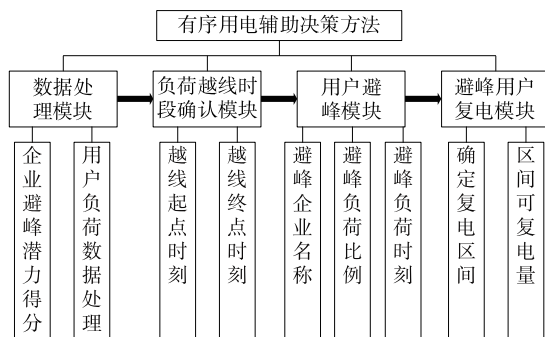 有序用电辅助决策方法
数据处
理模块
负荷越线时
段确认模块
用户避
峰模块
避峰用户
复电模块
企业避峰潜力得分
用户负荷数据处理
越线起点时刻
越线终点时刻
避峰企业名称
避峰负荷比例
避峰负荷时刻
确定复电区间
区间可复电量